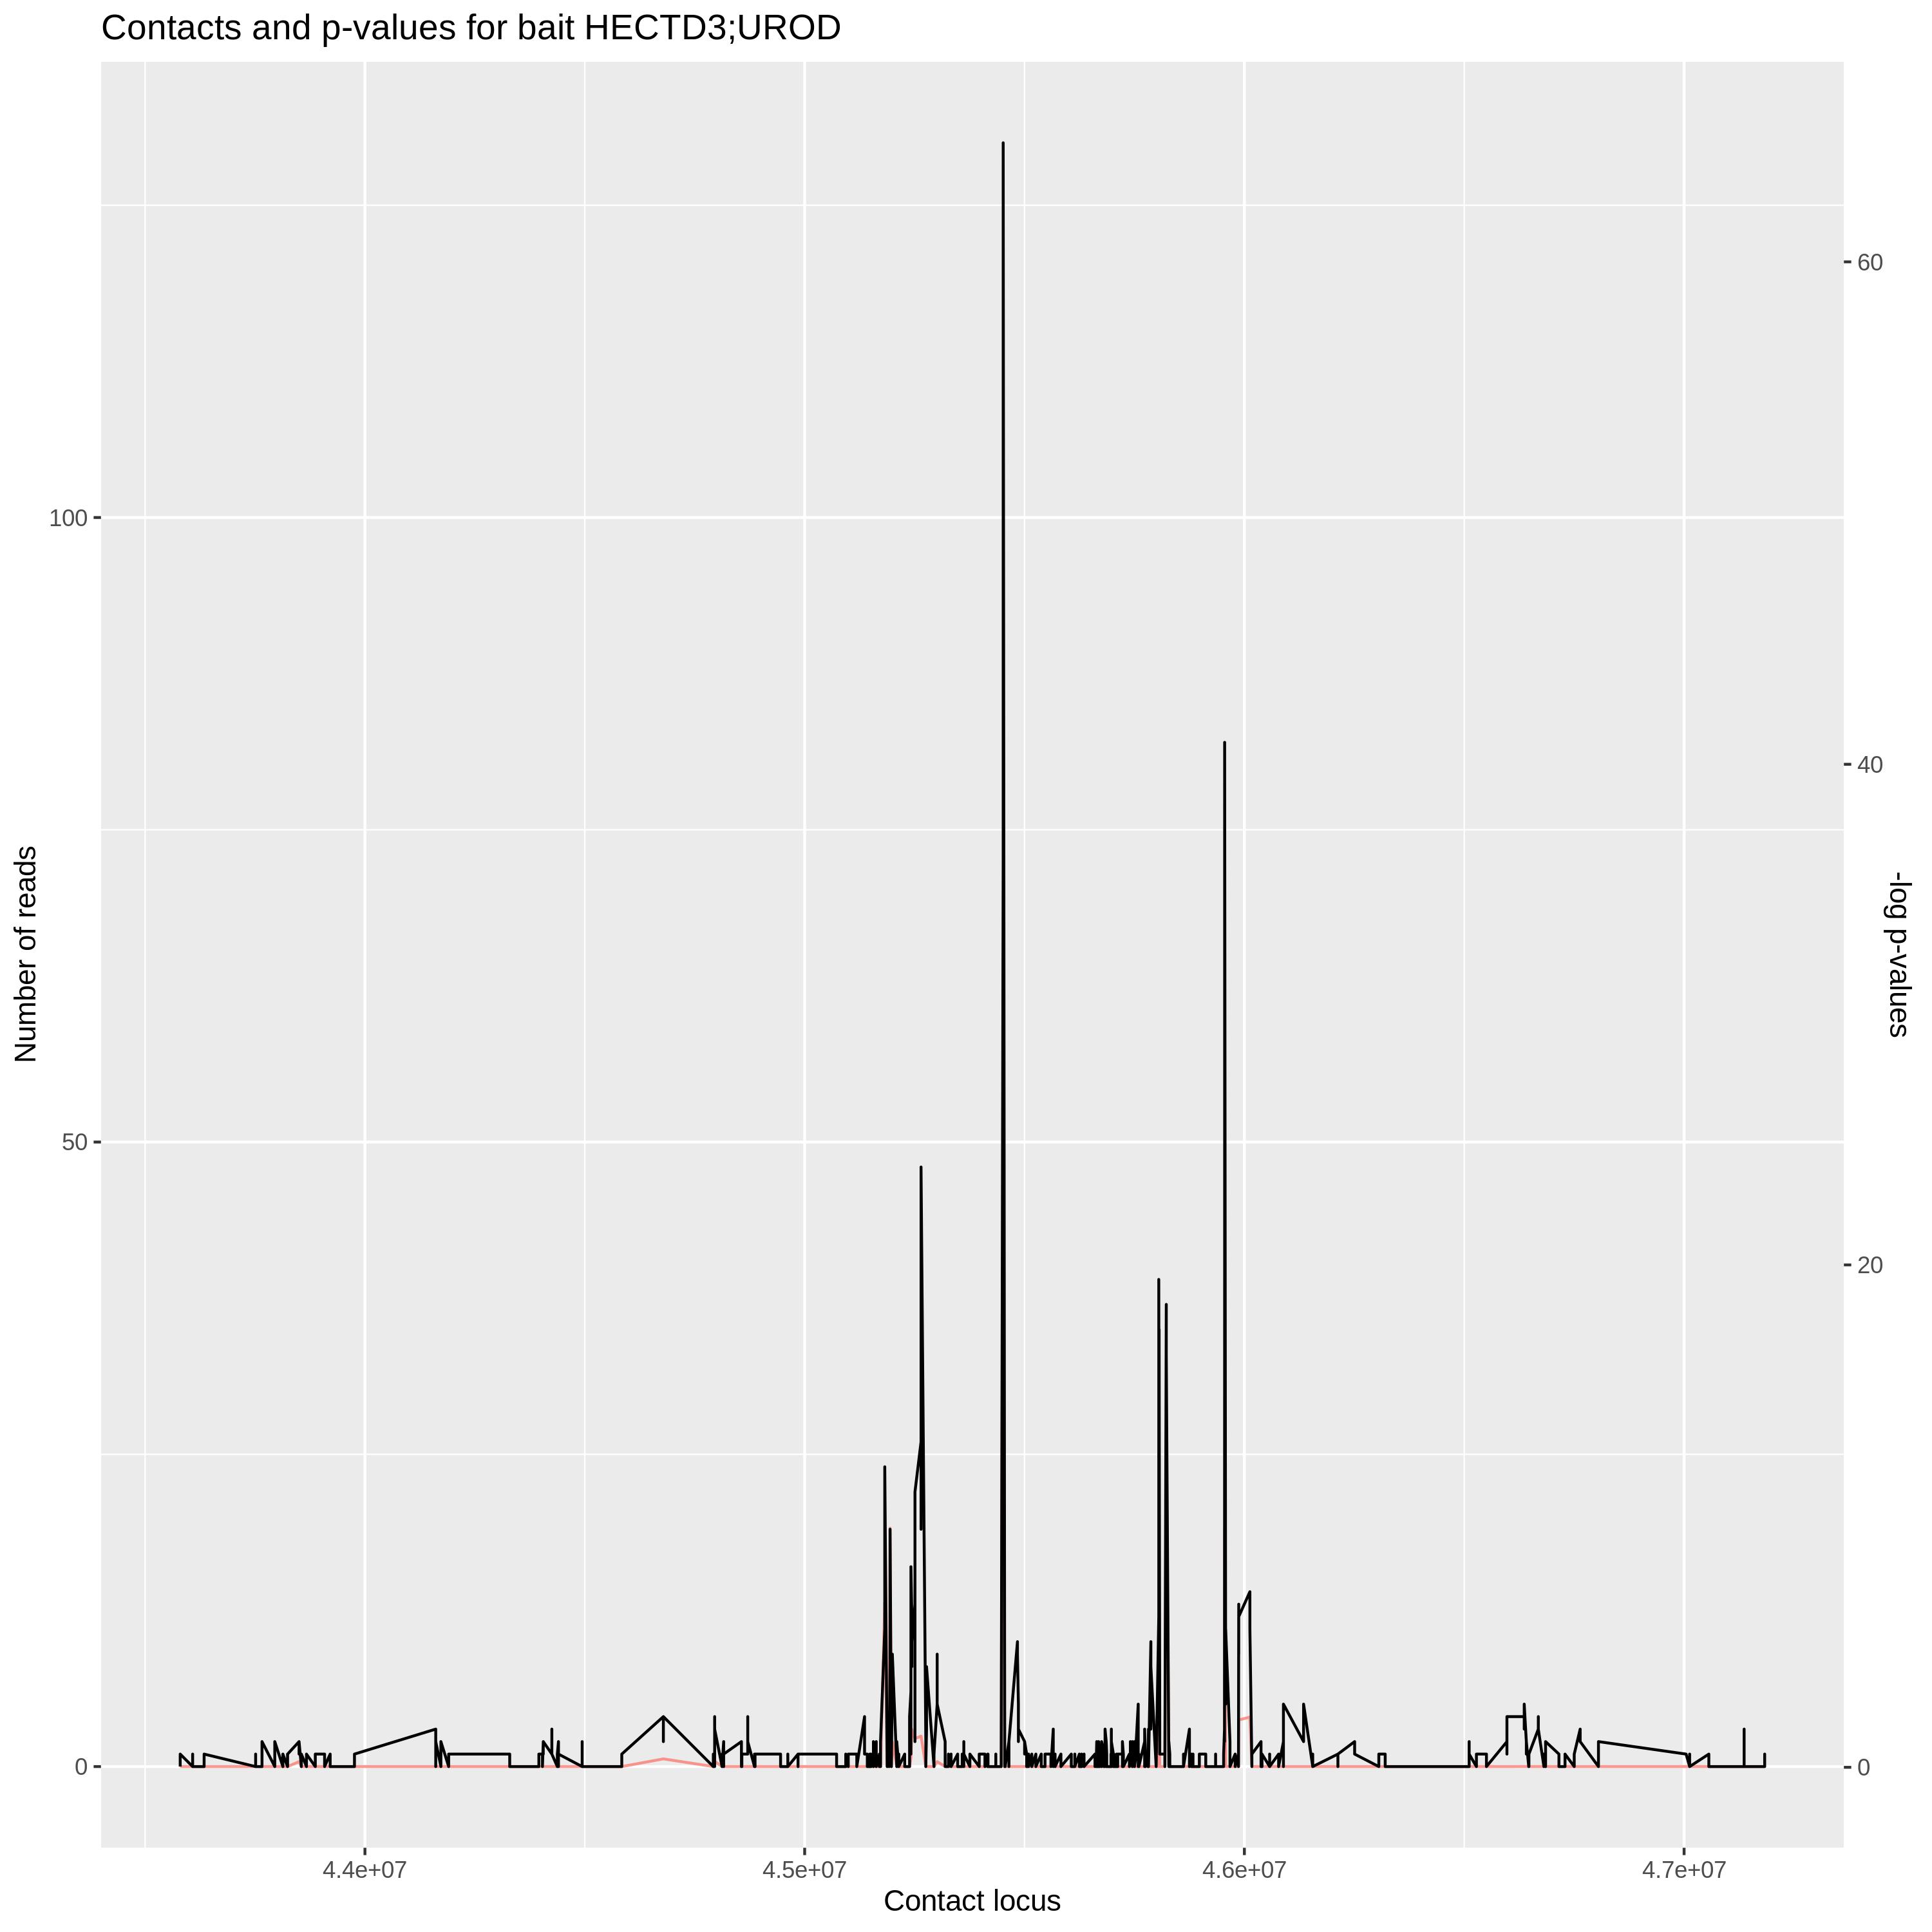 Contacts and p-values for bait HECTD3;UROD
Number of reads
100
50
0
60
40
20
0
-log p-values
4.4e+07
4.5e+07
4.6e+07
4.7e+07
Contact locus